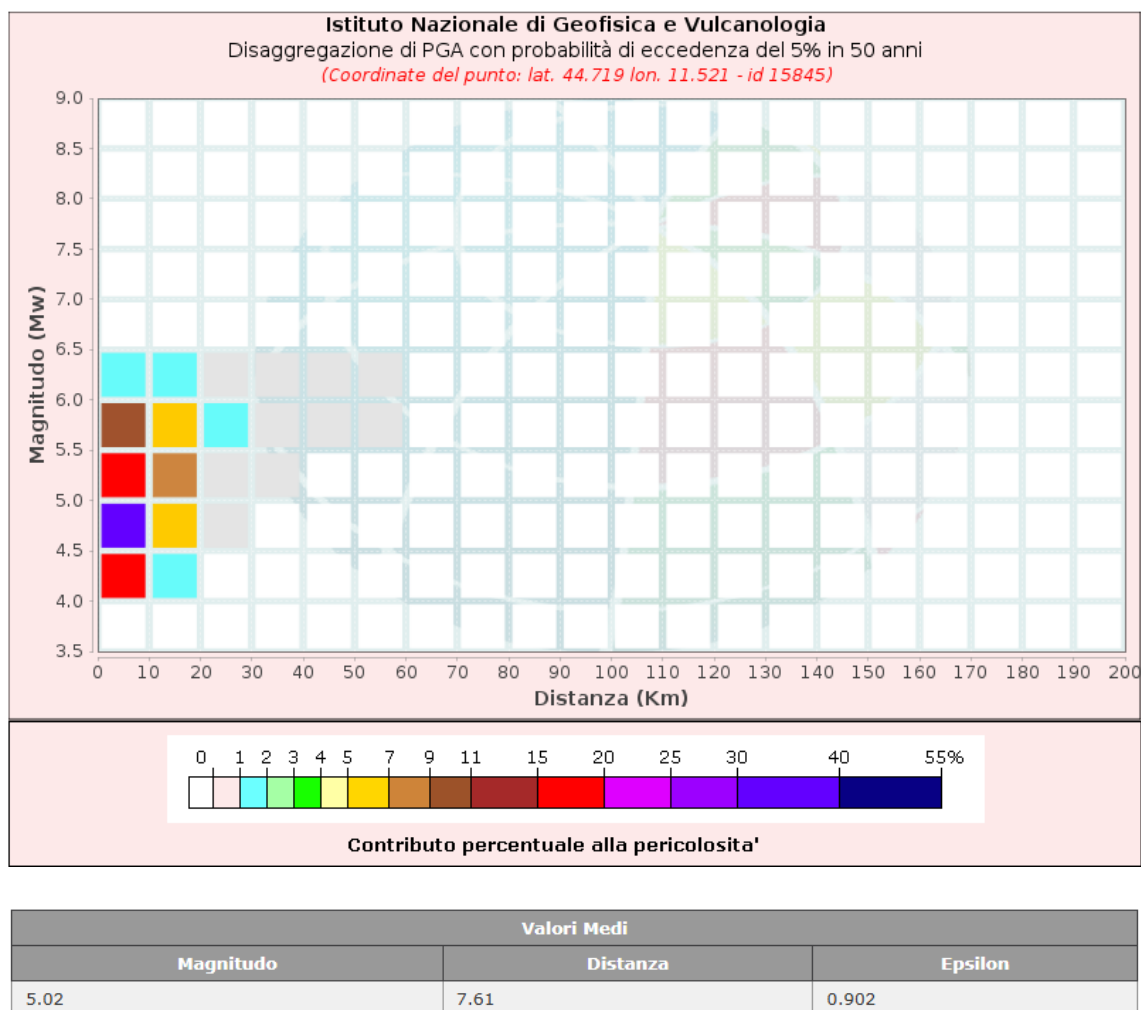 Istituto Nazionale di Geofisica e Vulcanologia
Disaggregazione di PGA con probabilità di eccedenza del 5% in 50 anni
(Coordinate del punto: lat. 44.719 lon. 11.521 - id 15845)
9.0
8.5
8.0
7.5
7.0
6.5
6.0
5.5
5.0
4.5
4.0
3.5
Magnitudo (Mw)
0 10 20 30 40 50 60 70 80 90 100 110 120 130 140 150 160 170 180 190 200
Distanza (Km)
0 1 2 3 4 5 7 9 11 15 20 25 30 40 55%
Contributo percentuale alla pericolosita'
Valori Medi
Magnitudo Distanza Epsilon
5.02 7.61 0.902